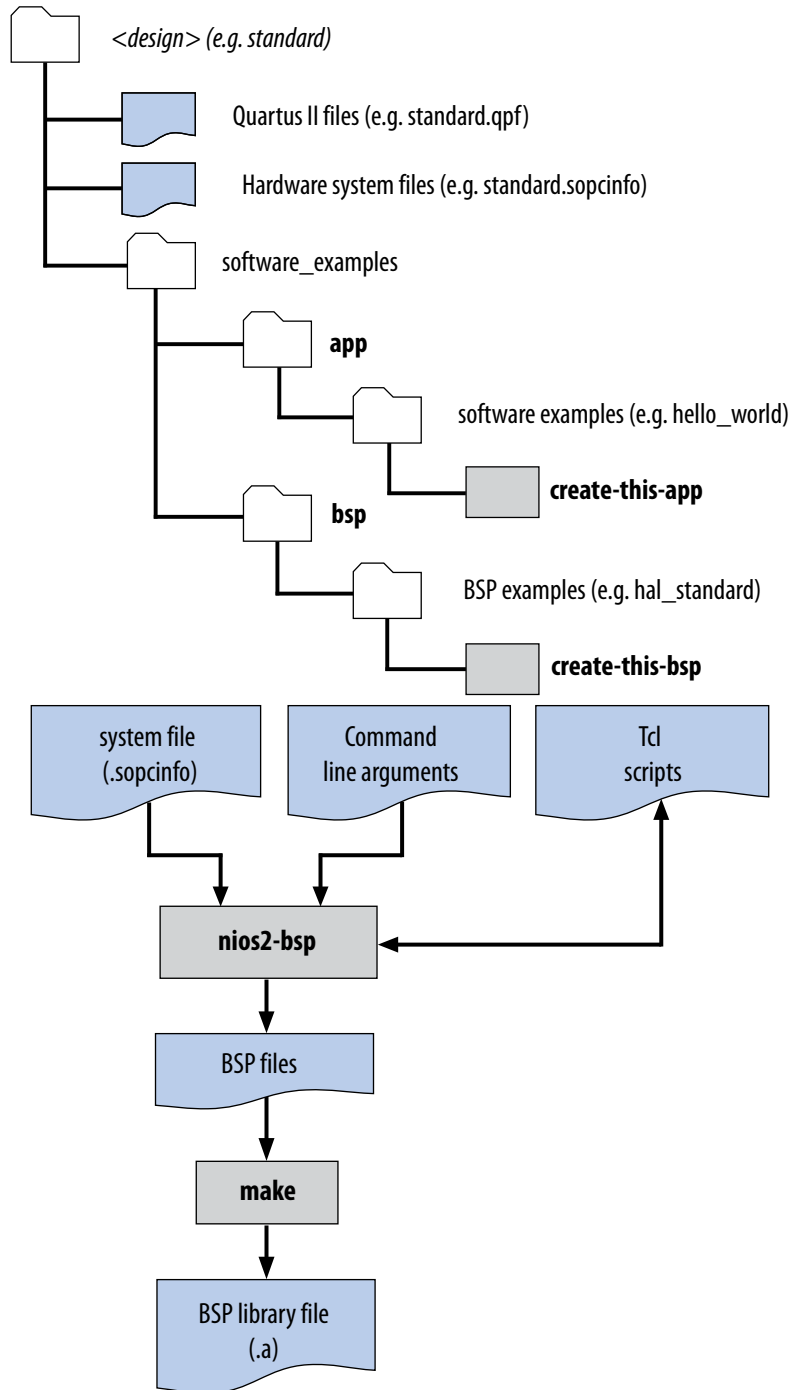 <design> (e.g. standard)
Quartus II files (e.g. standard.qpf)
Hardware system files (e.g. standard.sopcinfo)
software_examples
app
software examples (e.g. hello_world)
create-this-app
bsp
BSP examples (e.g. hal_standard)
create-this-bsp
system file
(.sopcinfo)
Command
line arguments
Tcl
scripts
nios2-bsp
BSP files
make
BSP library file
(.a)